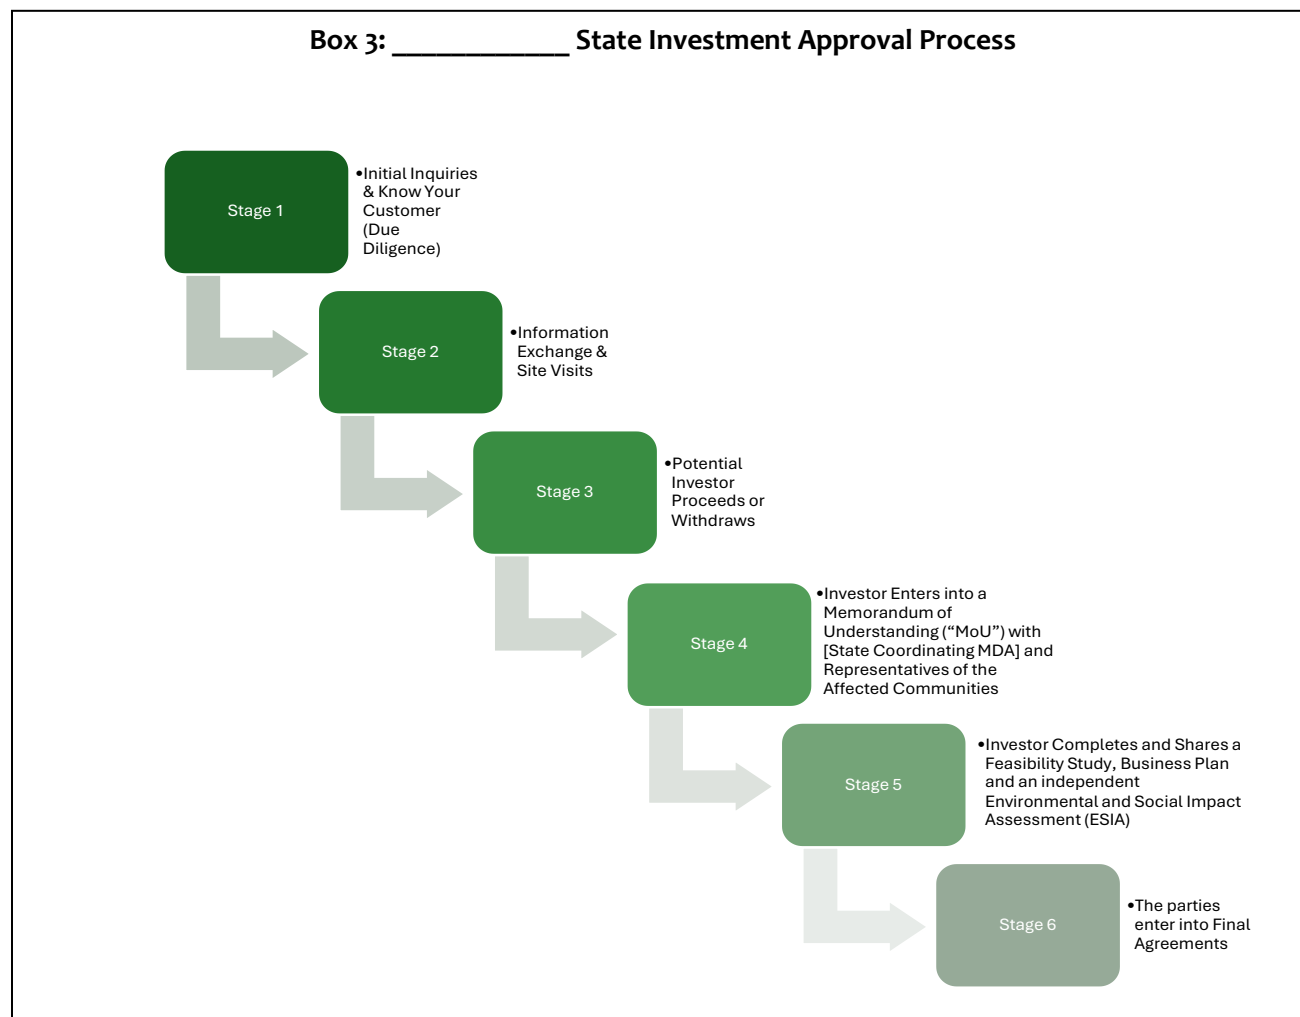 Box 3: ____________ State Investment Approval Process
Stage 1
•Initial Inquiries
& Know Your
Customer
(Due
Diligence)
Stage 2
•Information
Exchange &
Site Visits
Stage 3
•Potential
Investor
Proceeds or
Withdraws
Stage 4
•Investor Enters into a
Memorandum of
Understanding (“MoU”) with
[State Coordinating MDA] and
Representatives of the
Affected Communities
Stage 5
•Investor Completes and Shares a
Feasibility Study, Business Plan
and an independent
Environmental and Social Impact
Assessment (ESIA)
Stage 6
•The parties
enter into Final
Agreements